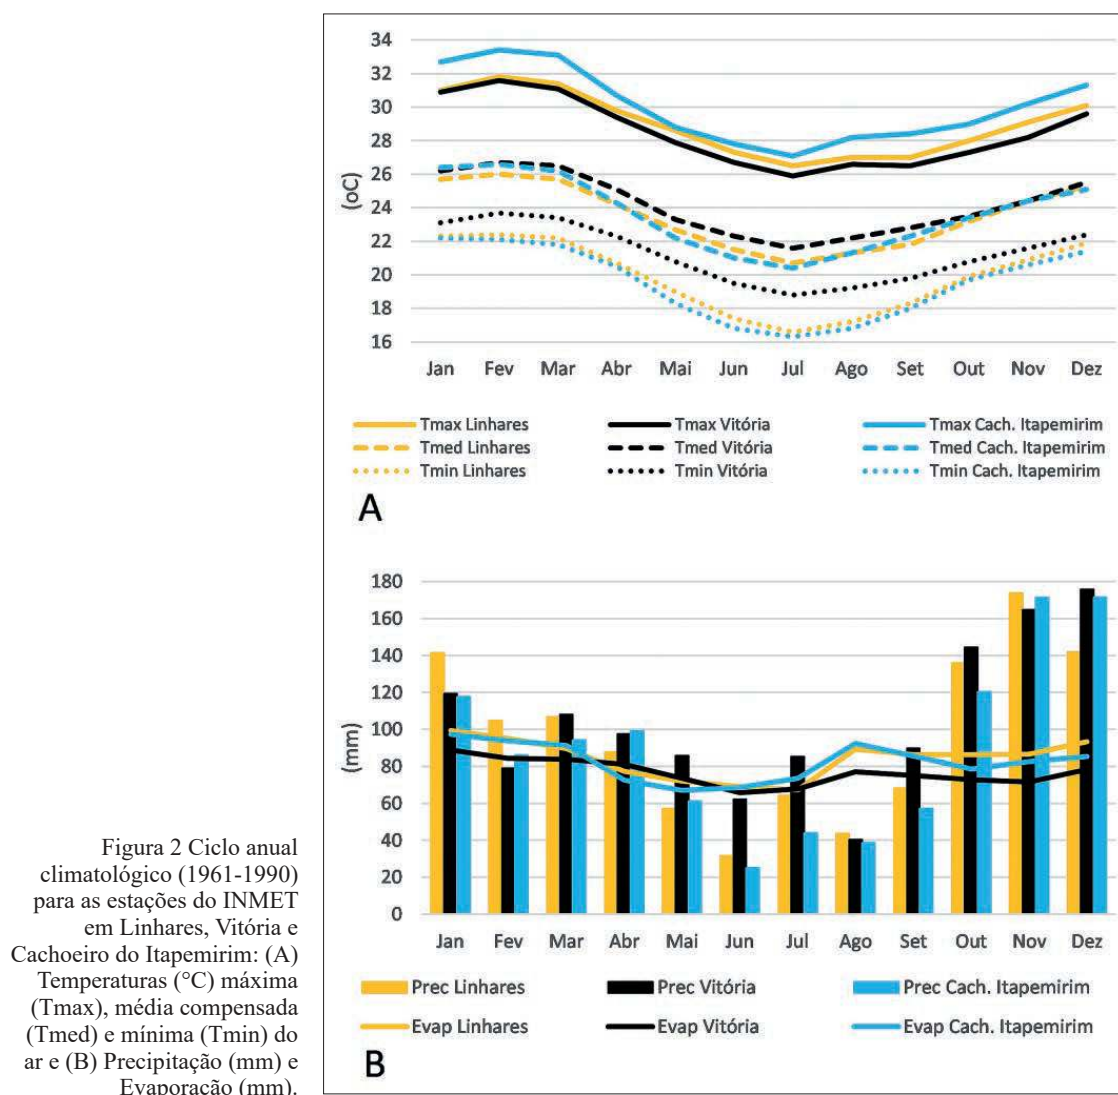 34
32
30
28
26
24
22
20
18
16
(oC)
Jan Fev Mar Abr Mai Jun Jul Ago Set Out Nov Dez
Tmax Linhares Tmax Vitória Tmax Cach. Itapemirim
Tmed Linhares Tmed Vitória Tmed Cach. Itapemirim
Tmin Linhares Tmin Vitória Tmin Cach. Itapemirim
A
180
160
140
120
100
80
60
40
20
0
(mm)
Jan Fev Mar Abr Mai Jun Jul Ago Set Out Nov Dez
Prec Linhares Prec Vitória Prec Cach. Itapemirim
Evap Linhares Evap Vitória Evap Cach. Itapemirim
B
Figura 2 Ciclo anual
climatológico (1961-1990)
para as estações do INMET
em Linhares, Vitória e
Cachoeiro do Itapemirim: (A)
Temperaturas (°C) máxima
(Tmax), média compensada
(Tmed) e mínima (Tmin) do
ar e (B) Precipitação (mm) e
Evaporação (mm).